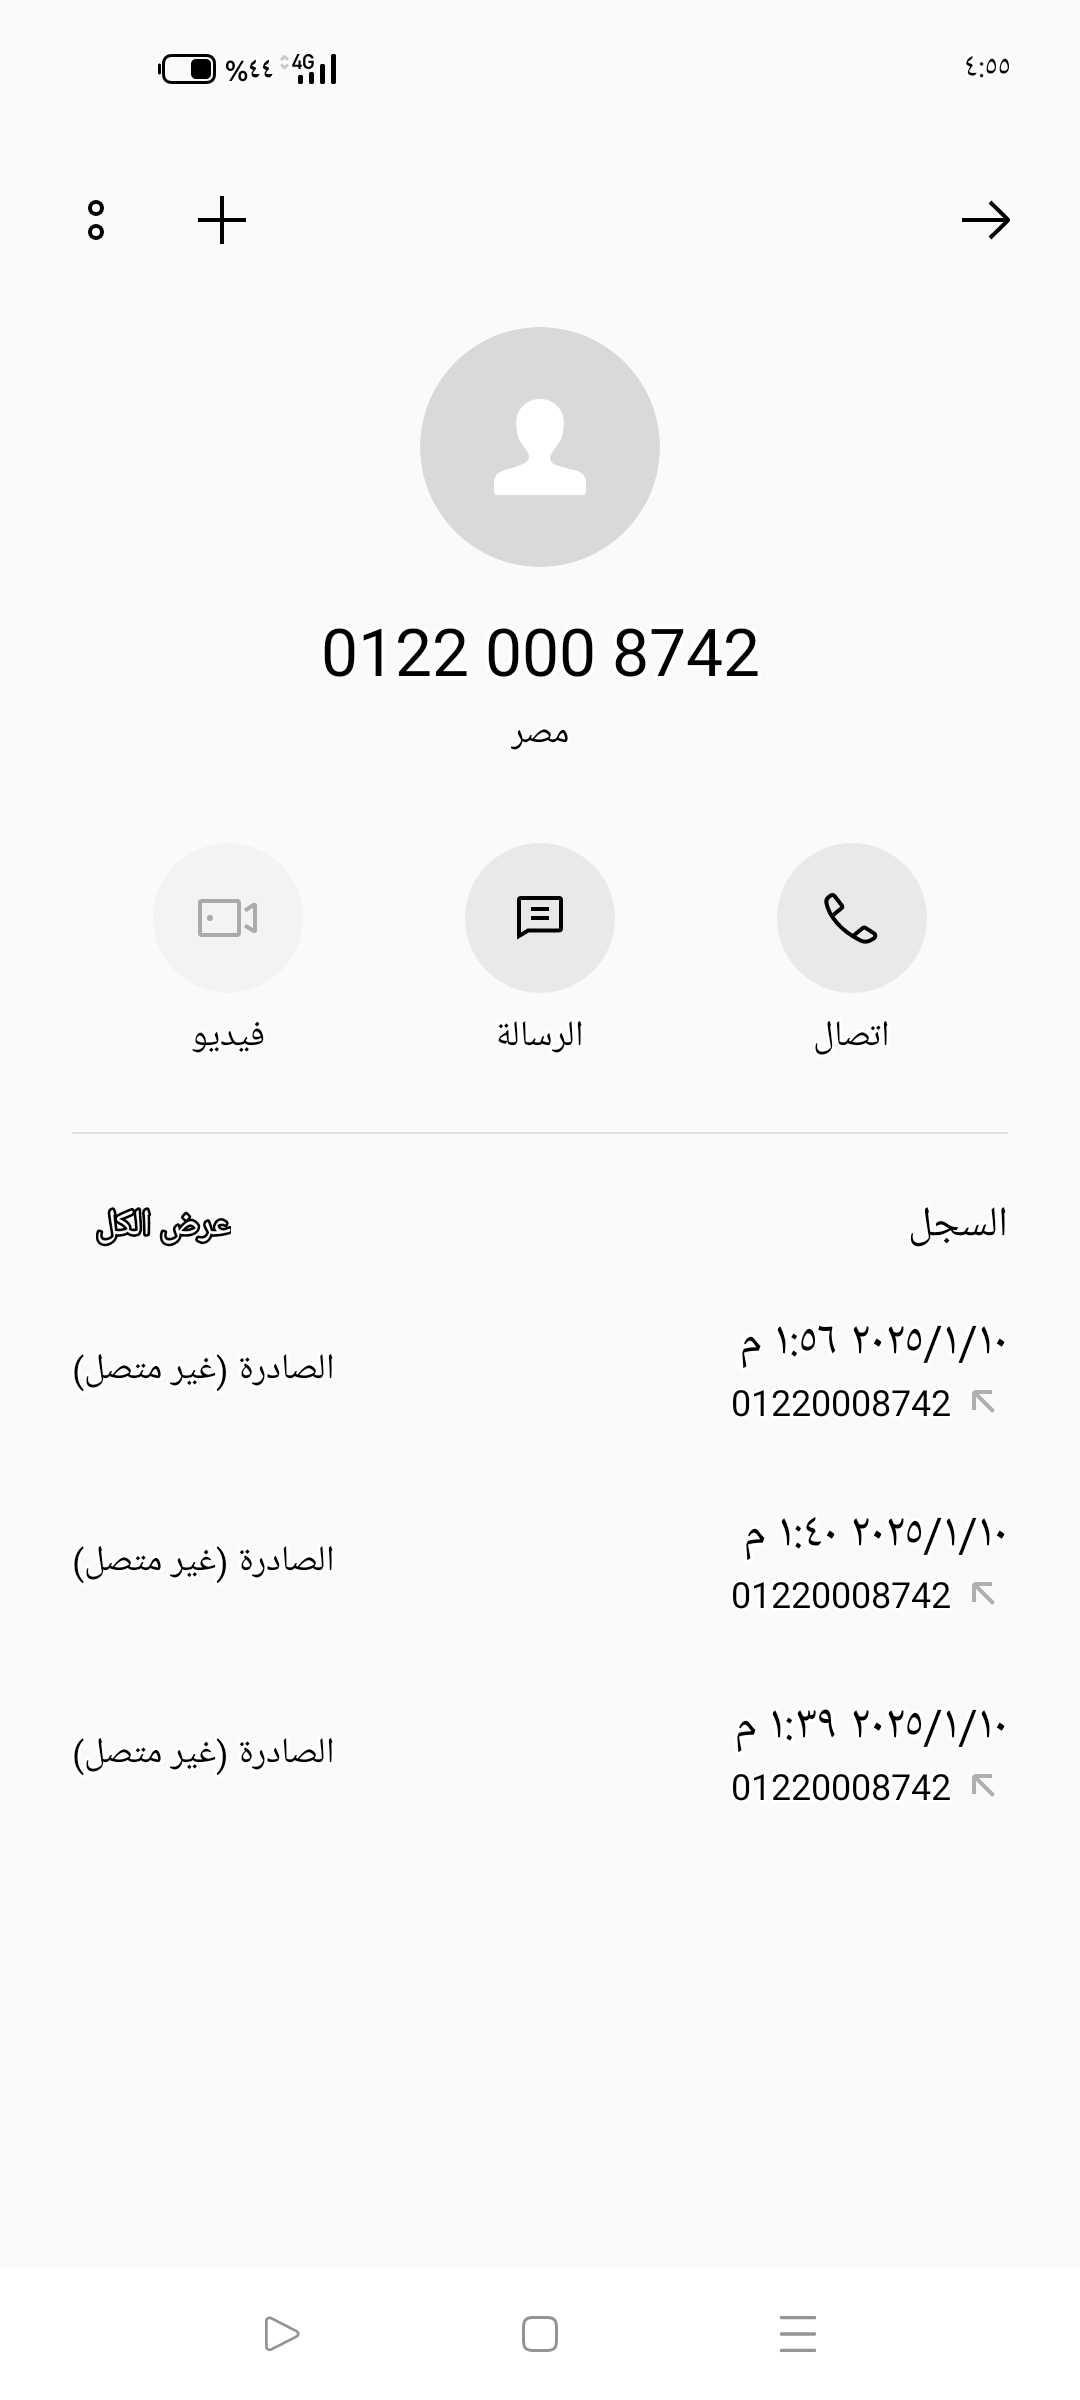 ٤:٥٥
4G %٤٤
0122 000 8742
مصر
اتصال
الرسالة
فيديو
السجل
عرض الكل
٢٠٢٥/١/١٠ ١:٥٦ م
01220008742
الصادرة (غير متصل)
٢٠٢٥/١/١٠ ١:٤٠ م
01220008742
الصادرة (غير متصل)
٢٠٢٥/١/١٠ ١:٣٩ م
01220008742
الصادرة (غير متصل)